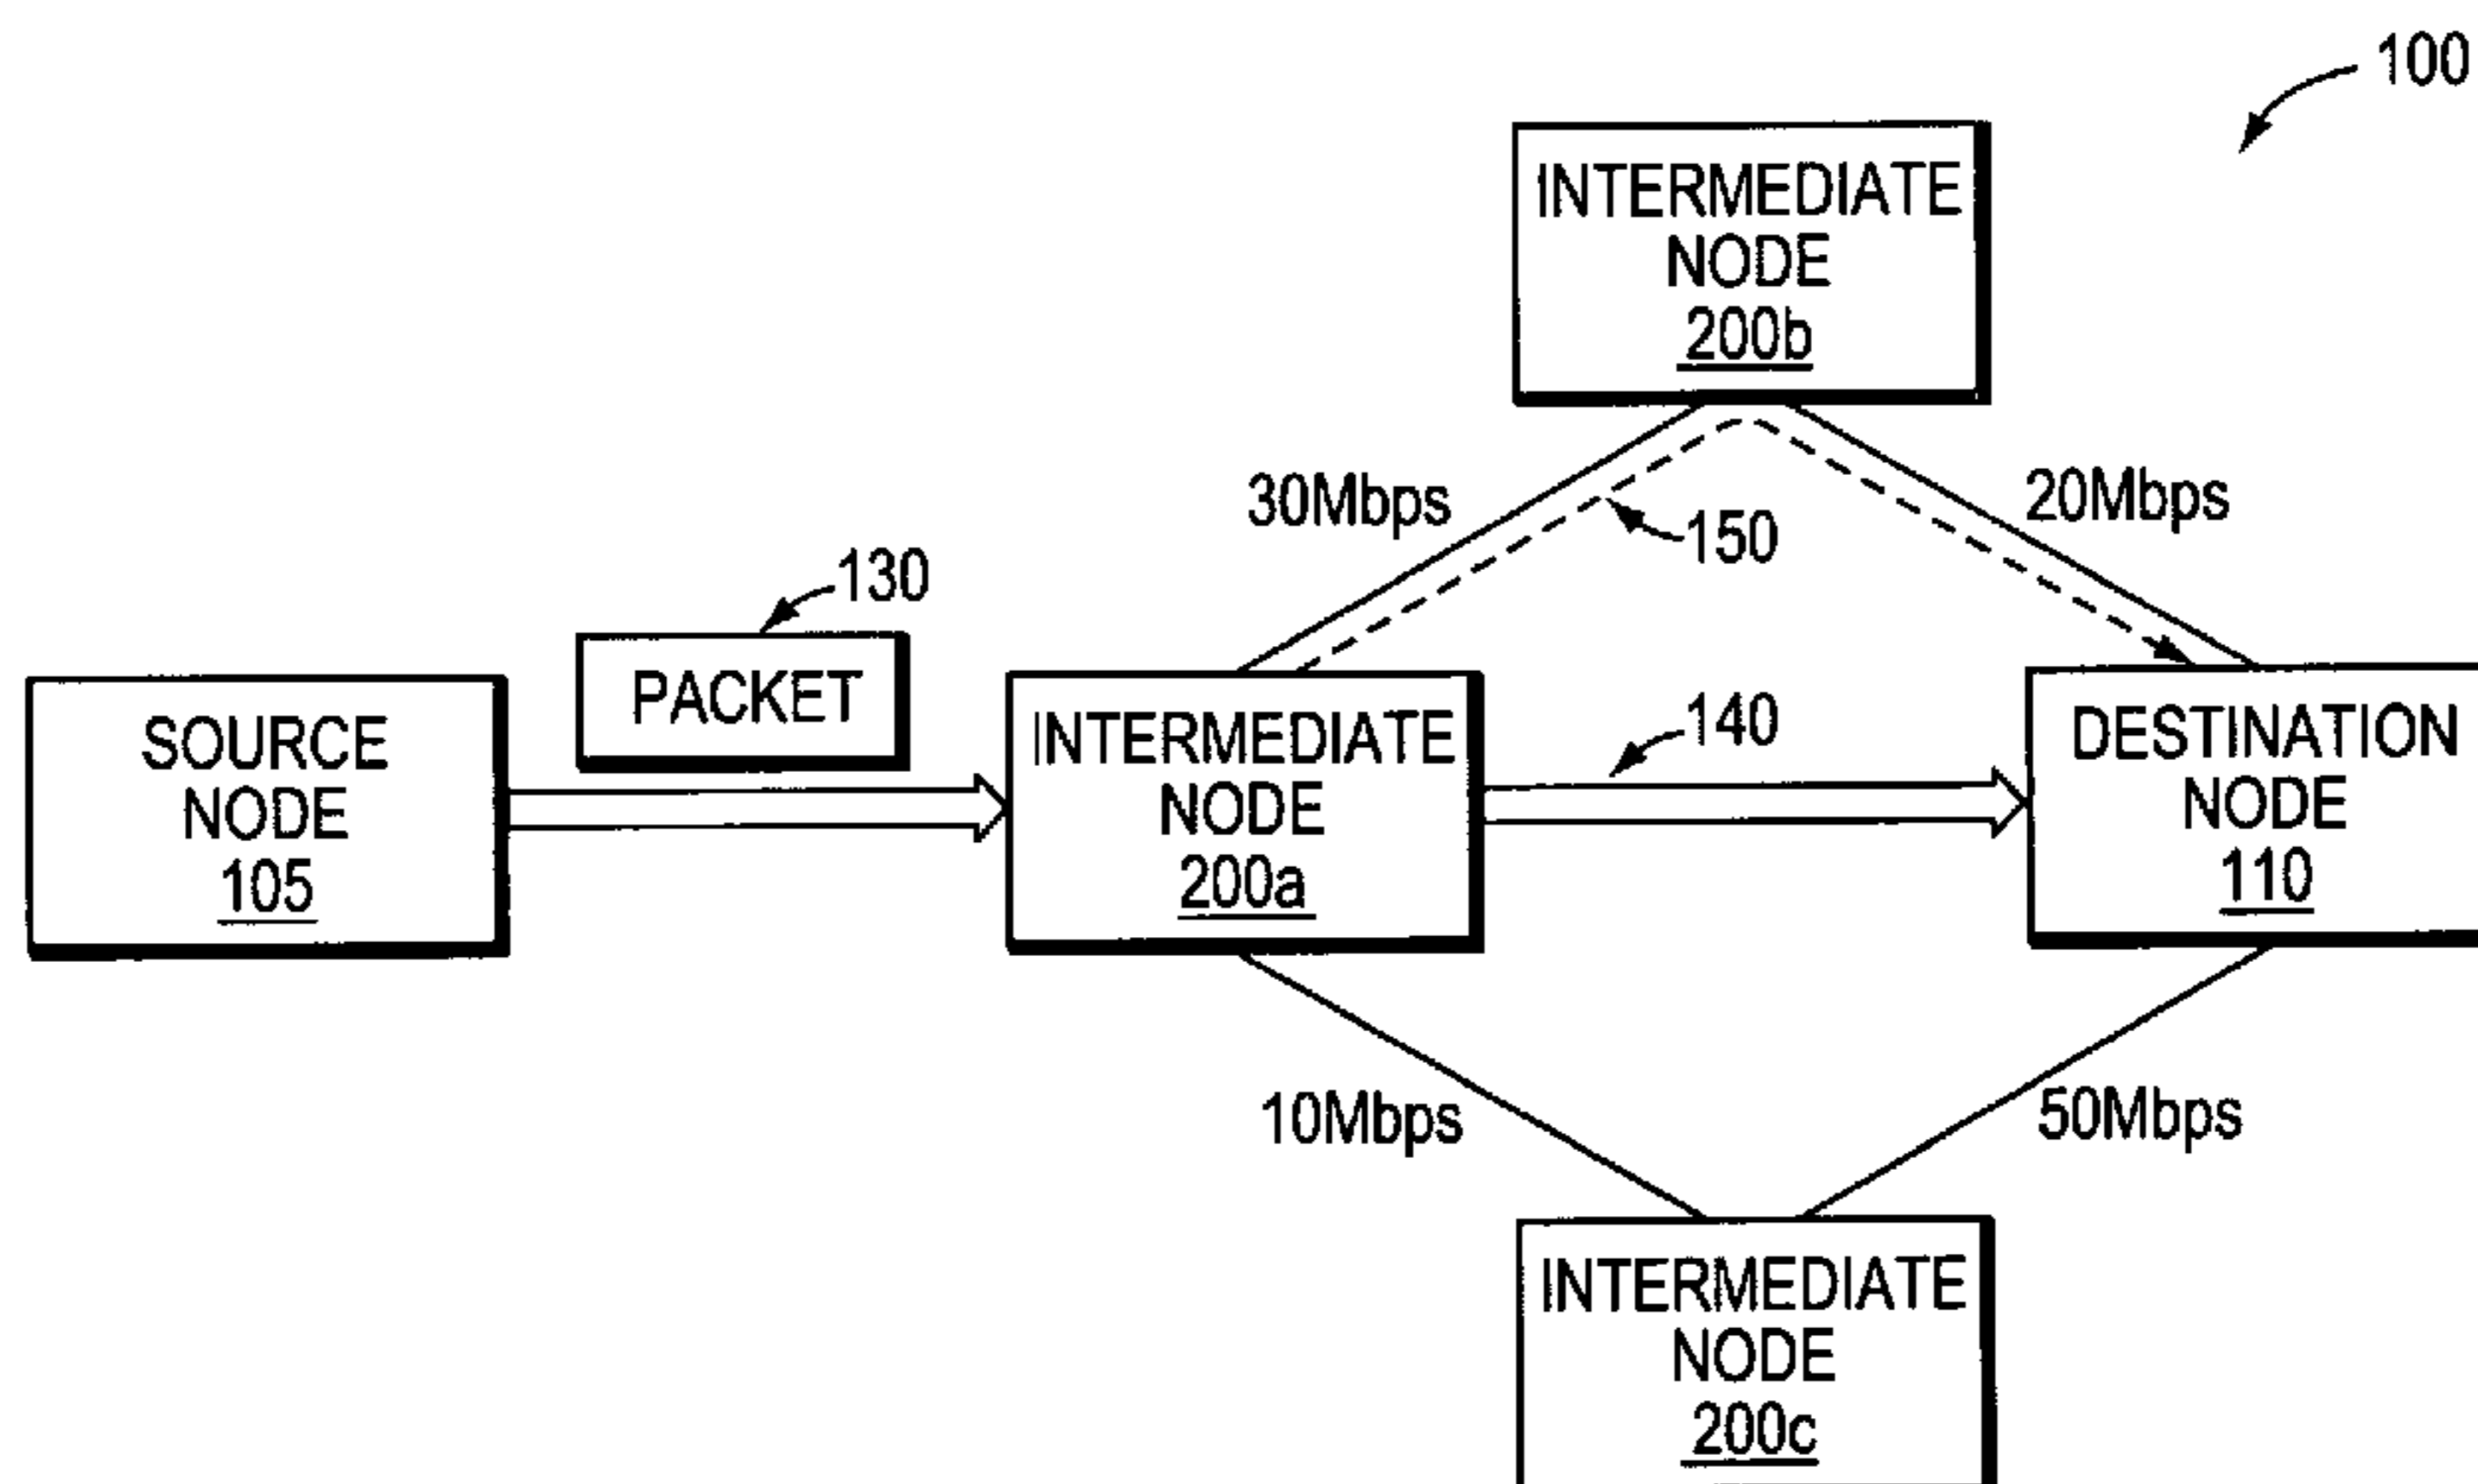 100
INTERMEDIATE
NODE
200b
30Mbps
20Mbps
150
130
PACKET
SOURCE
NODE
105
INTERMEDIATE
NODE
200a
140
DESTINATION
NODE
110
10Mbps
50Mbps
INTERMEDIATE
NODE
200c